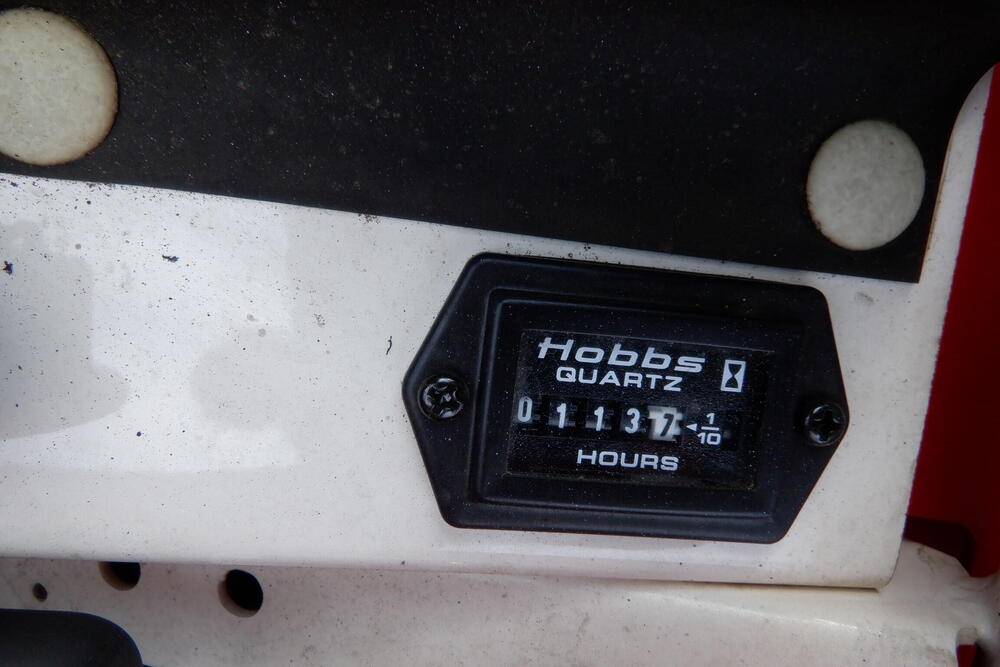 Hobbs
QUARTZ
0 1 1 3 7 ◄ 1/10
HOURS